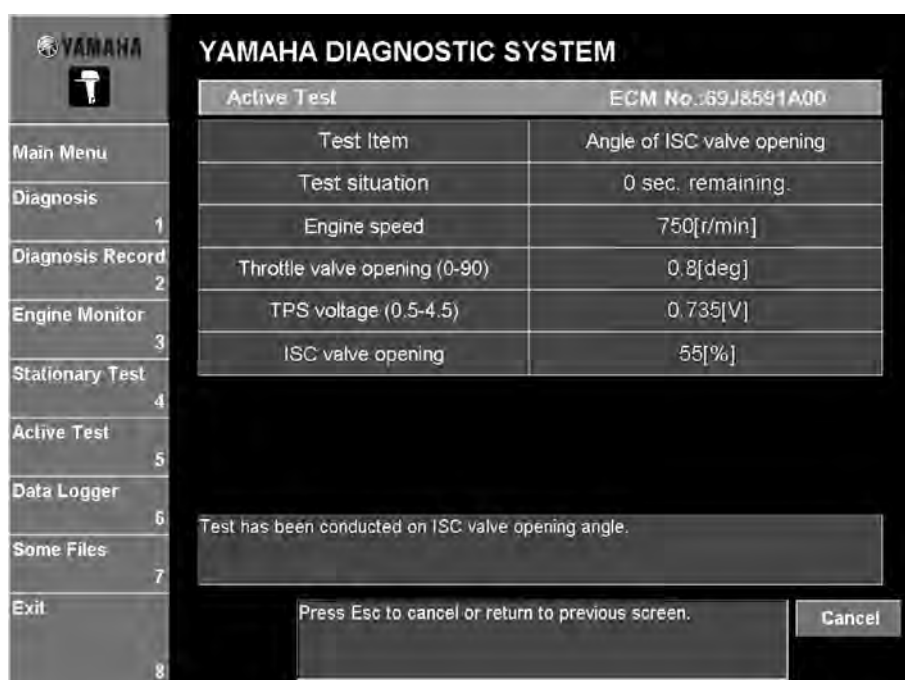 YAMAHA
YAMAHA DIAGNOSTIC SYSTEM
Active Test ECM No.:69J8591A00
Test Item Angle of ISC valve opening
Test situation 0 sec. remaining.
Engine speed 750[r/min]
Throttle valve opening (0-90) 0.8[deg]
TPS voltage (0.5-4.5) 0.735[V]
ISC valve opening 55[%]
Main Menu
Diagnosis
1
Diagnosis Record
2
Engine Monitor
3
Stationary Test
4
Active Test
5
Data Logger
6
Some Files
7
Exit
8
Test has been conducted on ISC valve opening angle.
Press Esc to cancel or return to previous screen.
Cancel